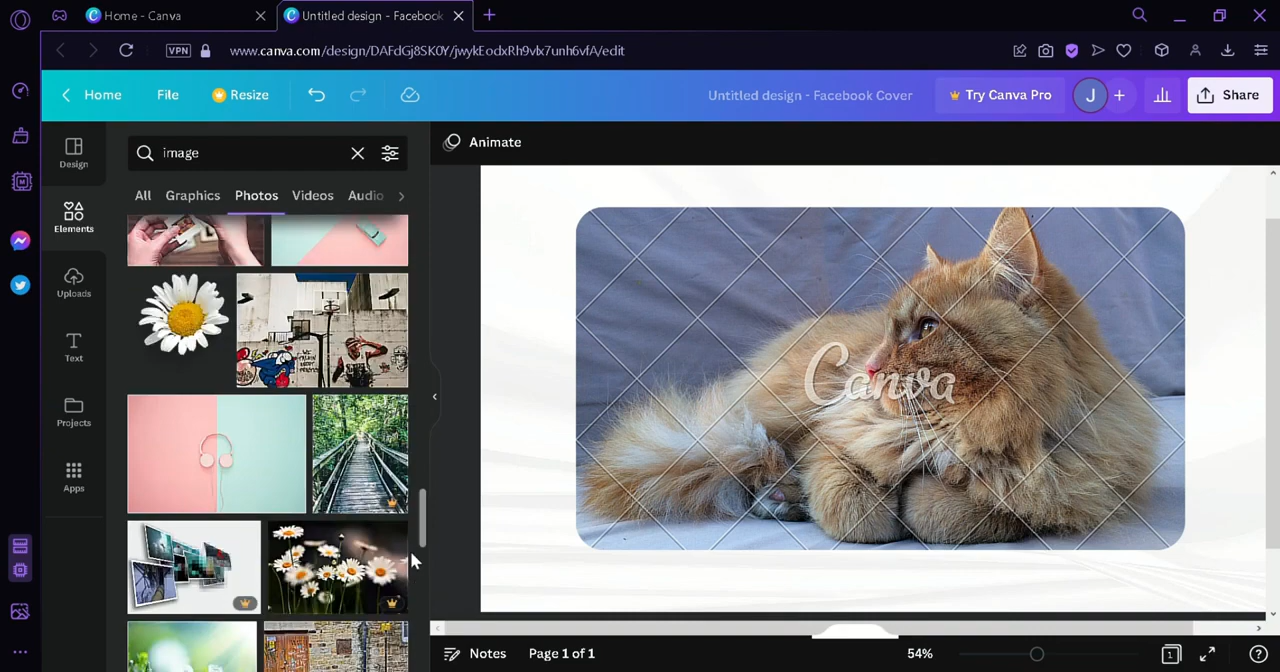 Home - Canva
Untitled design - Facebook
VPN
www.canva.com/design/DAFdGj8SK0Y/jwykEodxRh9vlx7unh6vfA/edit
Home
File
Resize
Untitled design - Facebook Cover
Try Canva Pro
J
Share
Design
Elements
Uploads
Text
Projects
Apps
image
All
Graphics
Photos
Videos
Audio
Animate
Canva
Notes
Page 1 of 1
54%
1